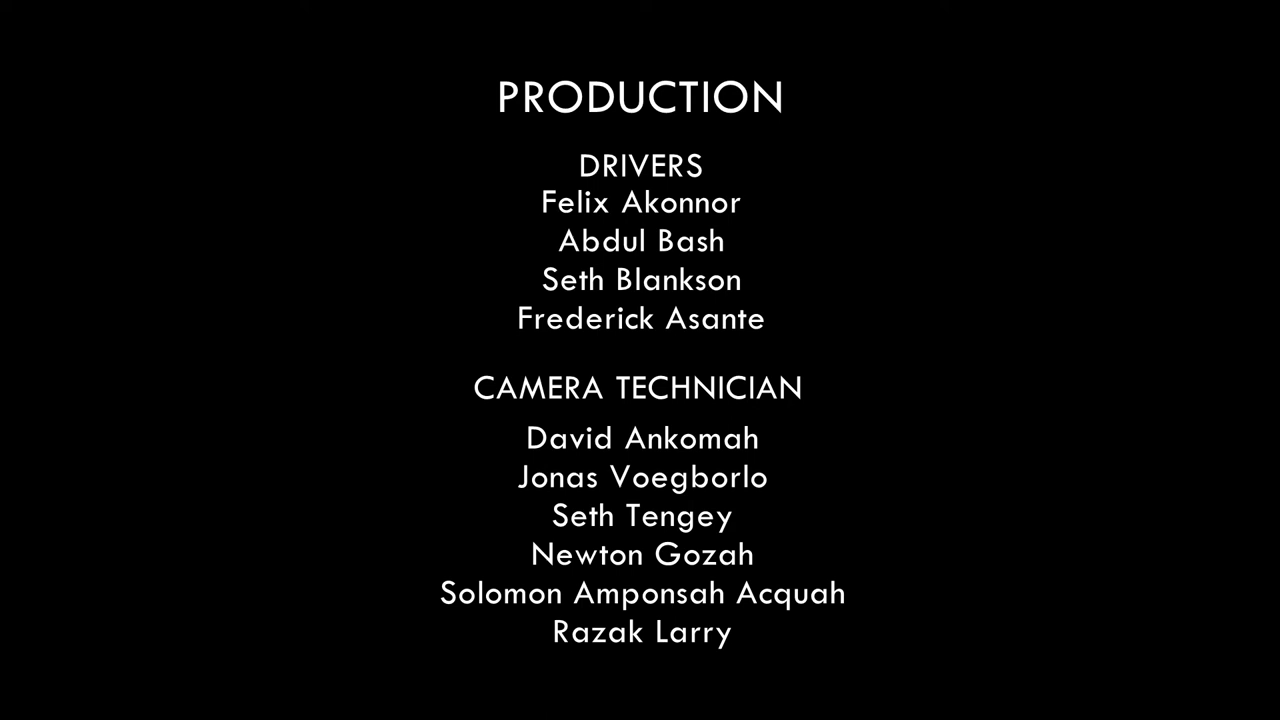 PRODUCTION
DRIVERS
Felix Akonnor
Abdul Bash
Seth Blankson
Frederick Asante
CAMERA TECHNICIAN
David Ankomah
Jonas Voegborlo
Seth Tengey
Newton Gozah
Solomon Amponsah Acquah
Razak Larry